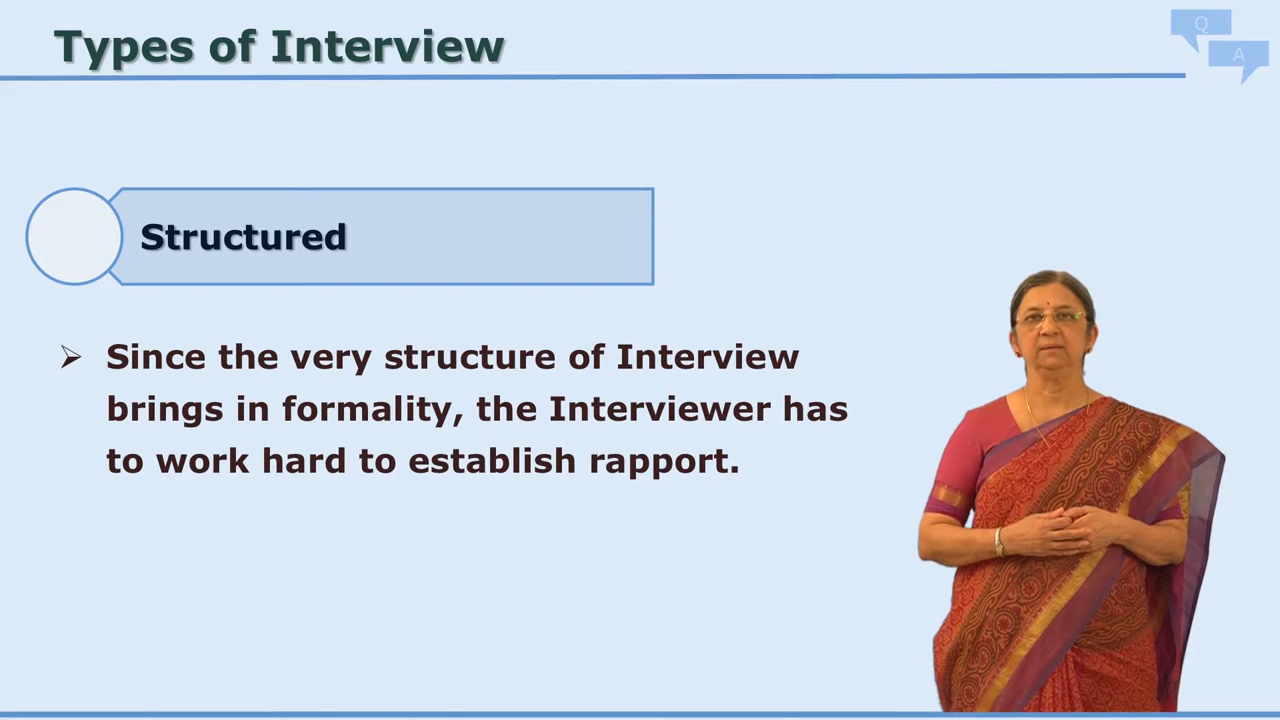 Types of Interview
Q
A
Structured
Since the very structure of Interview
brings in formality, the Interviewer has
to work hard to establish rapport.